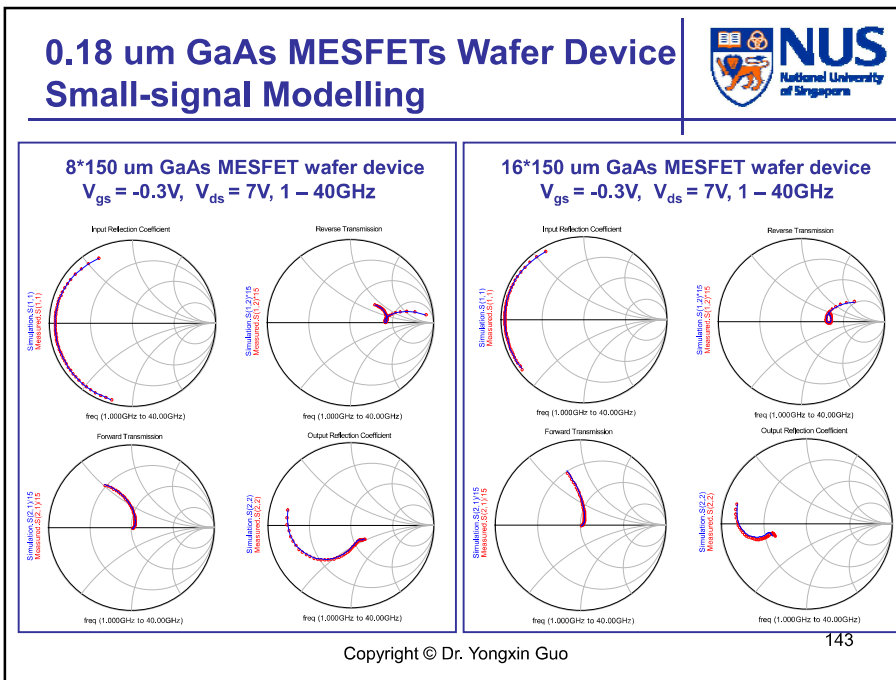 0.18 um GaAs MESFETs Wafer Device
Small-signal Modelling
NUS
National University
of Singapore
8*150 um GaAs MESFET wafer device
Vgs = -0.3V, Vds = 7V, 1 – 40GHz
Input Reflection Coefficient
Simulation.S(1,1)
Measured.S(1,1)
freq (1.000GHz to 40.00GHz)
Reverse Transmission
Simulation.S(1,2)*15
Measured.S(1,2)*15
freq (1.000GHz to 40.00GHz)
Forward Transmission
Simulation.S(2,1)/15
Measured.S(2,1)/15
freq (1.000GHz to 40.00GHz)
Output Reflection Coefficient
Simulation.S(2,2)
Measured.S(2,2)
freq (1.000GHz to 40.00GHz)
16*150 um GaAs MESFET wafer device
Vgs = -0.3V, Vds = 7V, 1 – 40GHz
Input Reflection Coefficient
Simulation.S(1,1)
Measured.S(1,1)
freq (1.000GHz to 40.00GHz)
Reverse Transmission
Simulation.S(1,2)*15
Measured.S(1,2)*15
freq (1.000GHz to 40.00GHz)
Forward Transmission
Simulation.S(2,1)/15
Measured.S(2,1)/15
freq (1.000GHz to 40.00GHz)
Output Reflection Coefficient
Simulation.S(2,2)
Measured.S(2,2)
freq (1.000GHz to 40.00GHz)
143
Copyright © Dr. Yongxin Guo